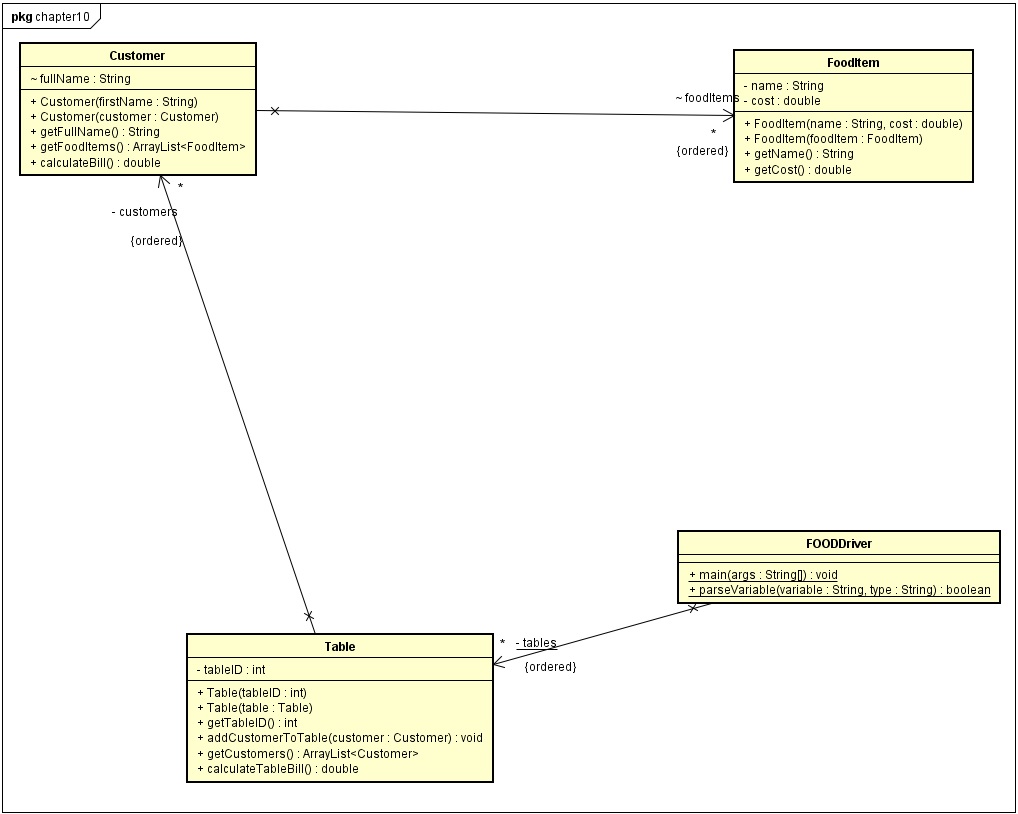 pkg chapter10
Customer
~ fullName : String
+ Customer(firstName : String)
+ Customer(customer : Customer)
+ getFullName() : String
+ getFoodItems() : ArrayList<FoodItem>
+ calculateBill() : double
FoodItem
- name : String
- cost : double
+ FoodItem(name : String, cost : double)
+ FoodItem(foodItem : FoodItem)
+ getName() : String
+ getCost() : double
~ foodItems
*
{ordered}
*
- customers
{ordered}
FOODDriver
+ main(args : String[]) : void
+ parseVariable(variable : String, type : String) : boolean
* - tables
{ordered}
Table
- tableID : int
+ Table(tableID : int)
+ Table(table : Table)
+ getTableID() : int
+ addCustomerToTable(customer : Customer) : void
+ getCustomers() : ArrayList<Customer>
+ calculateTableBill() : double